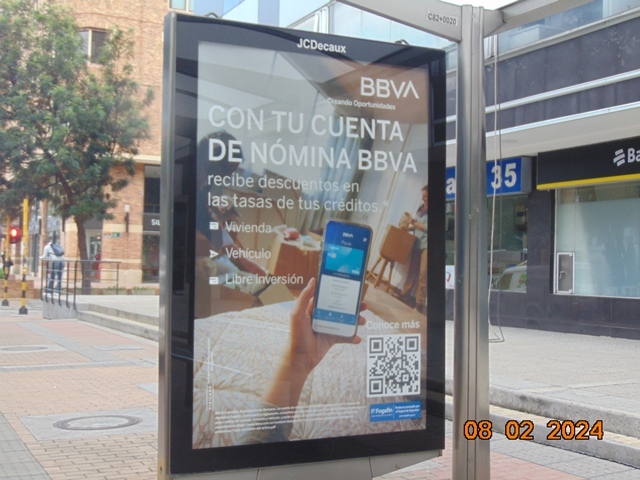 C62+0020
JCDecaux
BBVA
Creando Oportunidades
CON TU CUENTA
DE NÓMINA BBVA
recibe descuentos en
las tasas de tus créditos.*
Vivienda
Vehículo
Libre inversión
BBVA
Conoce más
Fogafín
35
Ba
08 02 2024